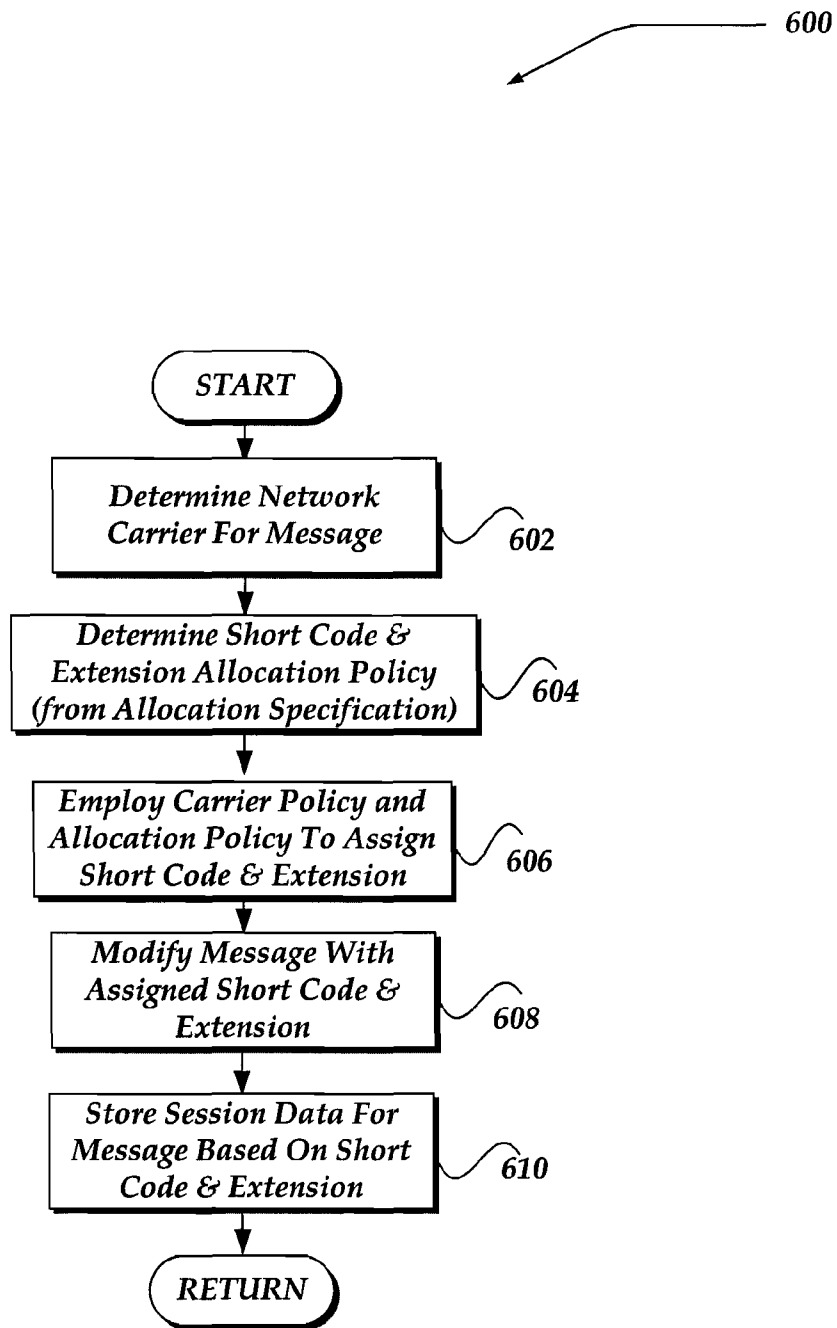 600
START
Determine Network
Carrier For Message
602
Determine Short Code &
Extension Allocation Policy
(from Allocation Specification)
604
Employ Carrier Policy and
Allocation Policy To Assign
Short Code & Extension
606
Modify Message With
Assigned Short Code &
Extension
608
Store Session Data For
Message Based On Short
Code & Extension
610
RETURN